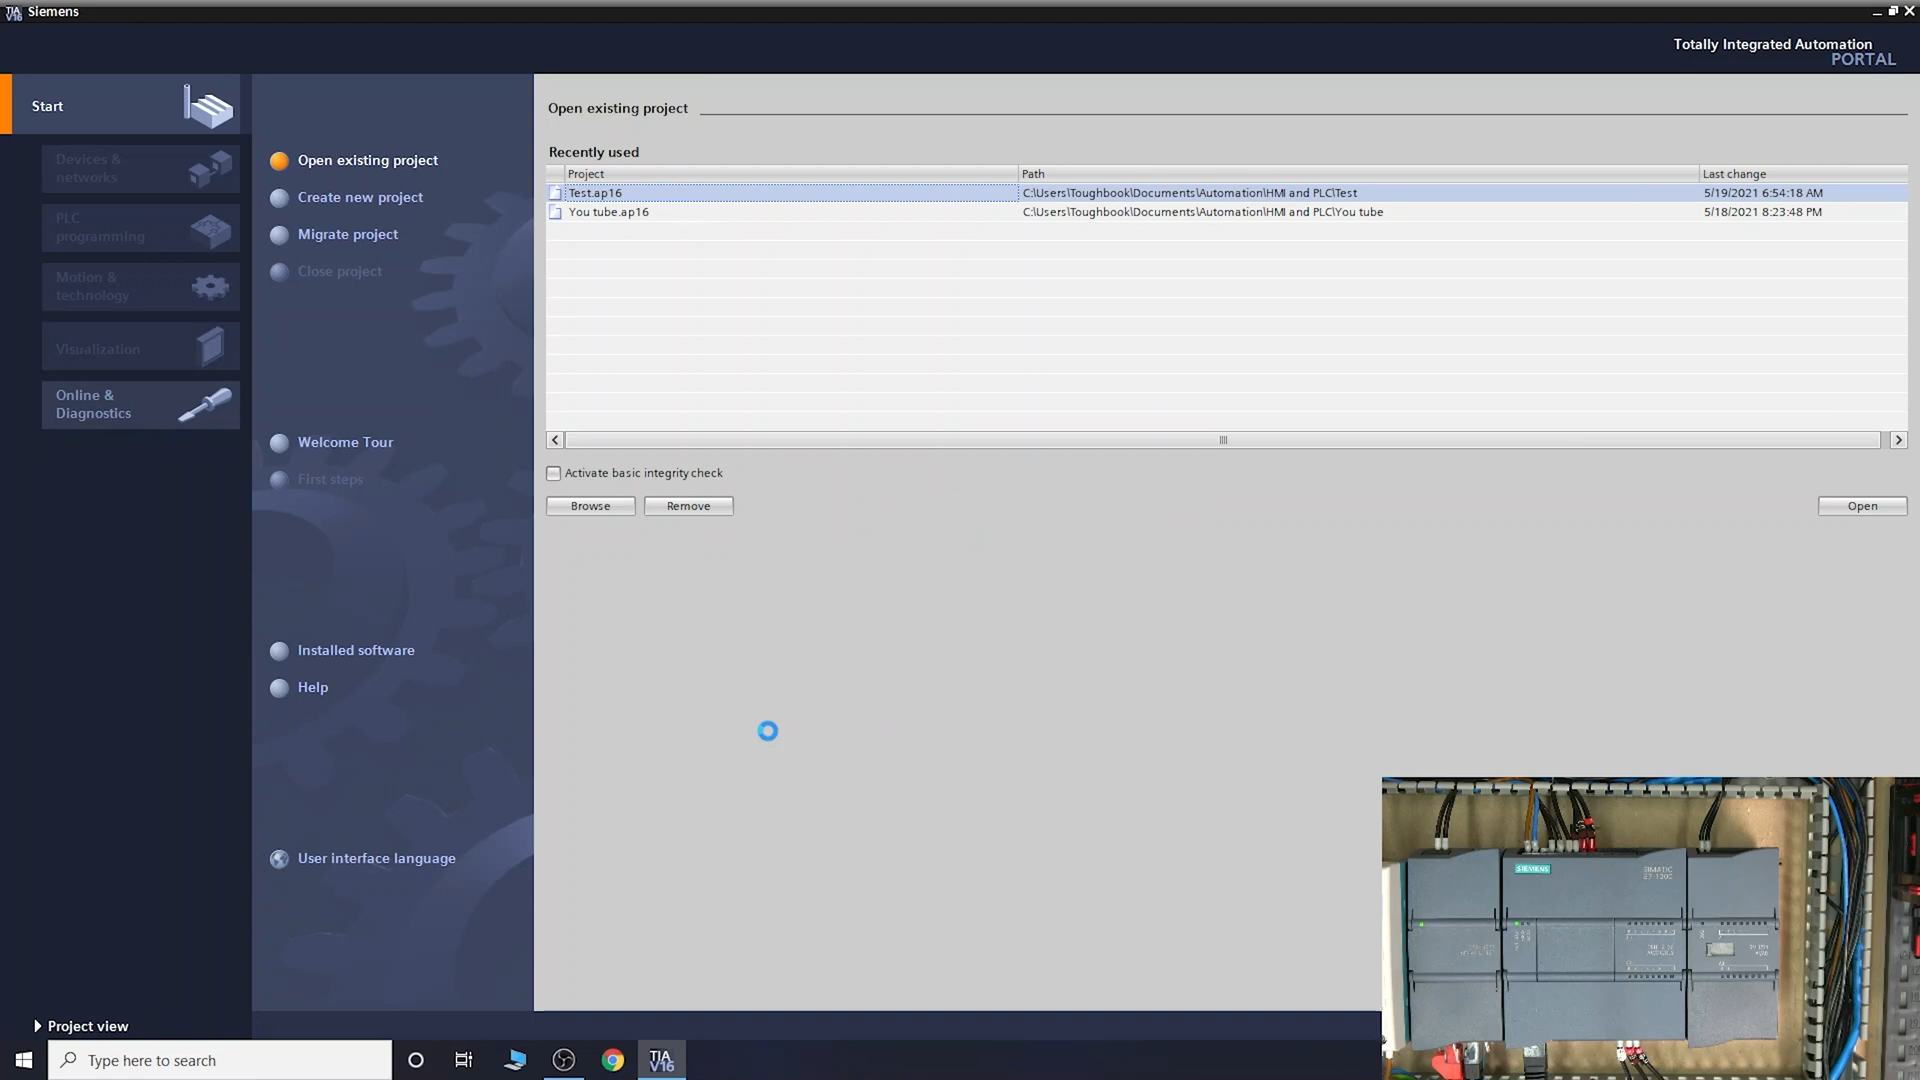 TIA
V16
Siemens
Totally Integrated Automation
PORTAL
Start
Devices &
networks
PLC
programming
Motion &
technology
Visualization
Online &
Diagnostics
Open existing project
Create new project
Migrate project
Close project
Welcome Tour
First steps
Installed software
Help
User interface language
Open existing project
Recently used
Project Path Last change
Test.ap16 C:\Users\Toughbook\Documents\Automation\HMI and PLC\Test 5/19/2021 6:54:18 AM
You tube.ap16 C:\Users\Toughbook\Documents\Automation\HMI and PLC\You tube 5/18/2021 8:23:48 PM
Activate basic integrity check
Browse Remove Open
SIEMENS
SIMATIC
S7-1200
Project view
Type here to search
TIA
V16